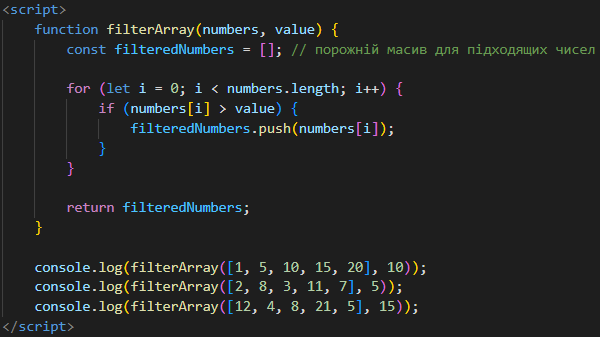 <script>
function filterArray(numbers, value) {
const filteredNumbers = []; // порожній масив для підходящих чисел
for (let i = 0; i < numbers.length; i++) {
if (numbers[i] > value) {
filteredNumbers.push(numbers[i]);
}
}
return filteredNumbers;
}
console.log(filterArray([1, 5, 10, 15, 20], 10));
console.log(filterArray([2, 8, 3, 11, 7], 5));
console.log(filterArray([12, 4, 8, 21, 5], 15));
</script>